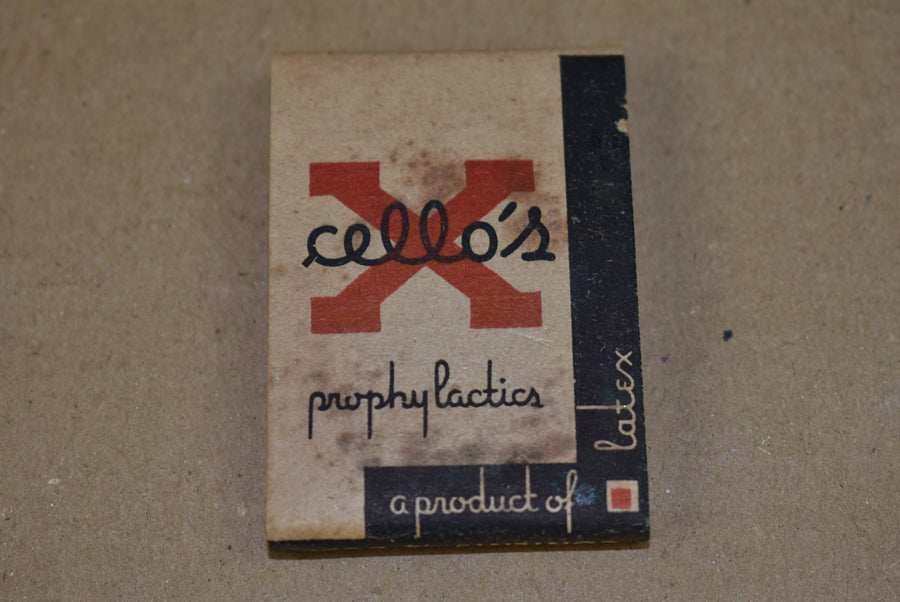 X
cello's
prophylactics
a product of
latex